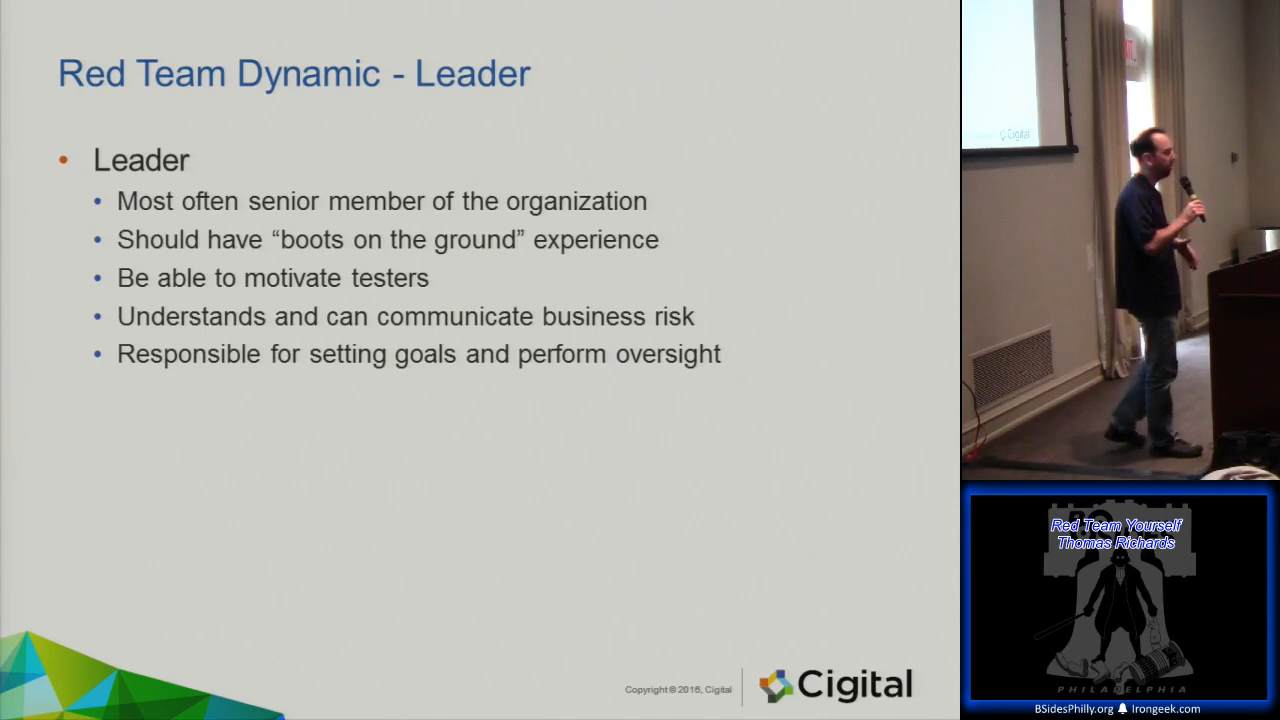 Red Team Dynamic - Leader
• Leader
• Most often senior member of the organization
• Should have “boots on the ground” experience
• Be able to motivate testers
• Understands and can communicate business risk
• Responsible for setting goals and perform oversight
Copyright © 2016, Cigital
Cigital
Cigital
Red Team Yourself
Thomas Richards
PHILADELPHIA
BSidesPhilly.org Irongeek.com